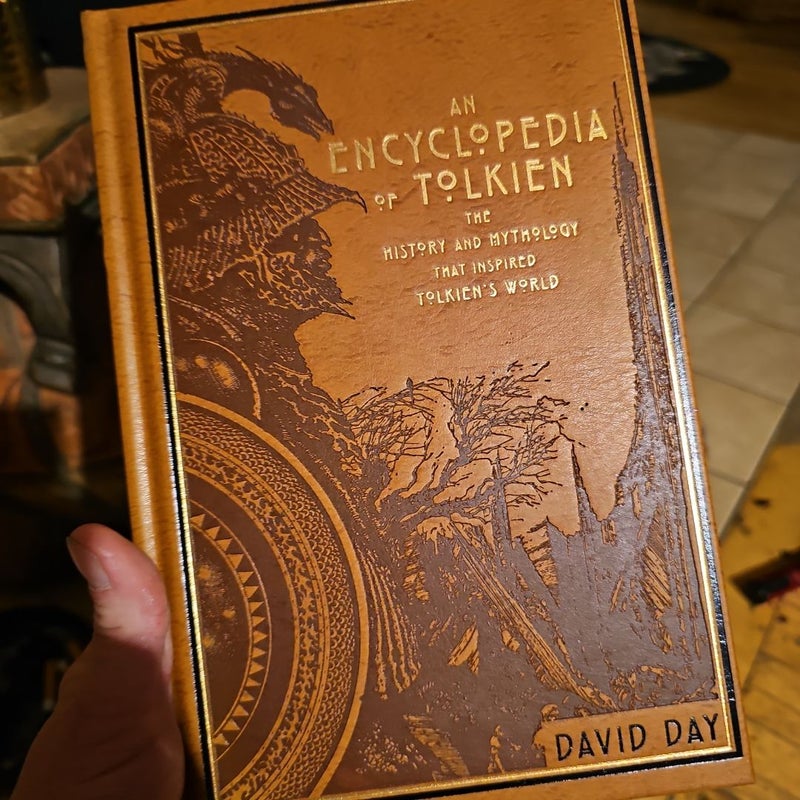 AN
ENCYCLOPEDIA
OF TOLKIEN
THE
HISTORY AND MYTHOLOGY
THAT INSPIRED
TOLKIEN'S WORLD
DAVID DAY